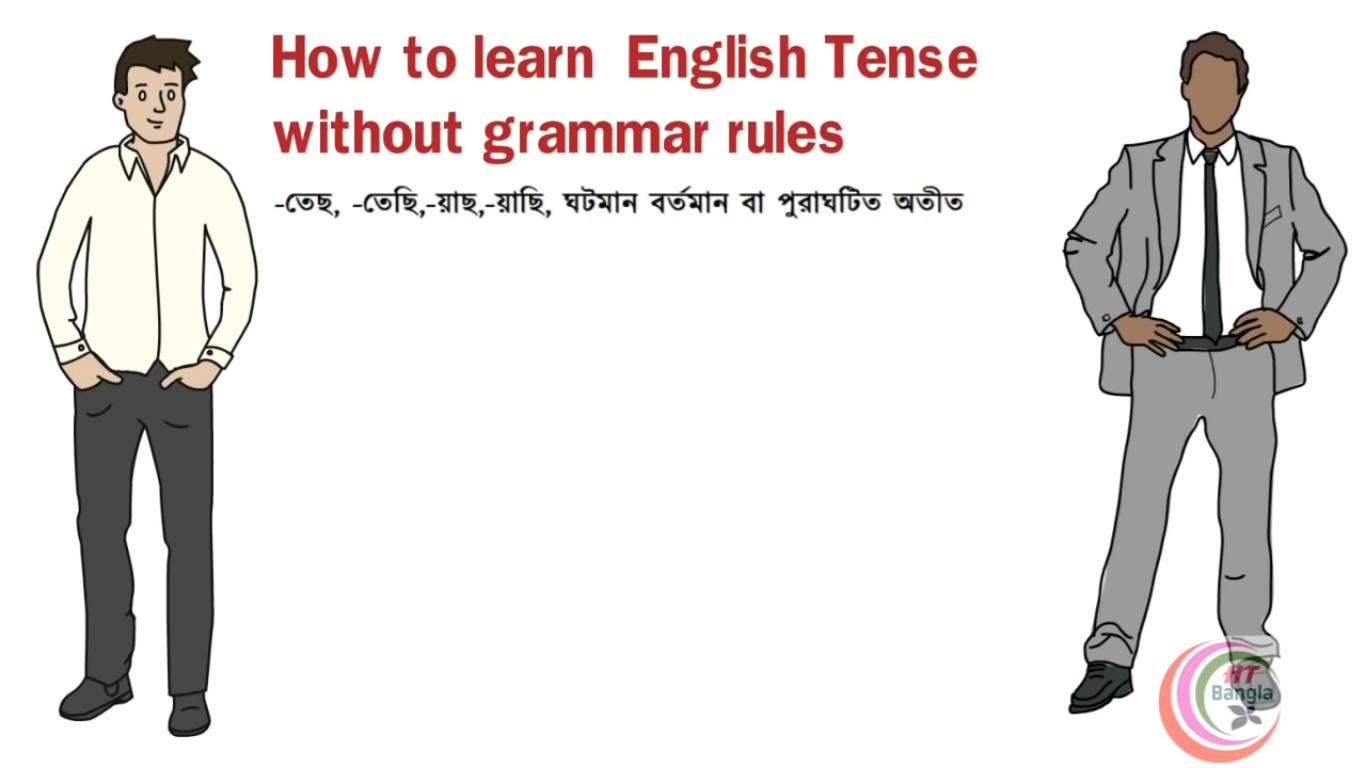 How to learn English Tense
without grammar rules
-তেছ, -তেছি,-য়াছ,-য়াছি, ঘটমান বর্তমান বা পুরাঘটিত অতীত
HT
Bangla